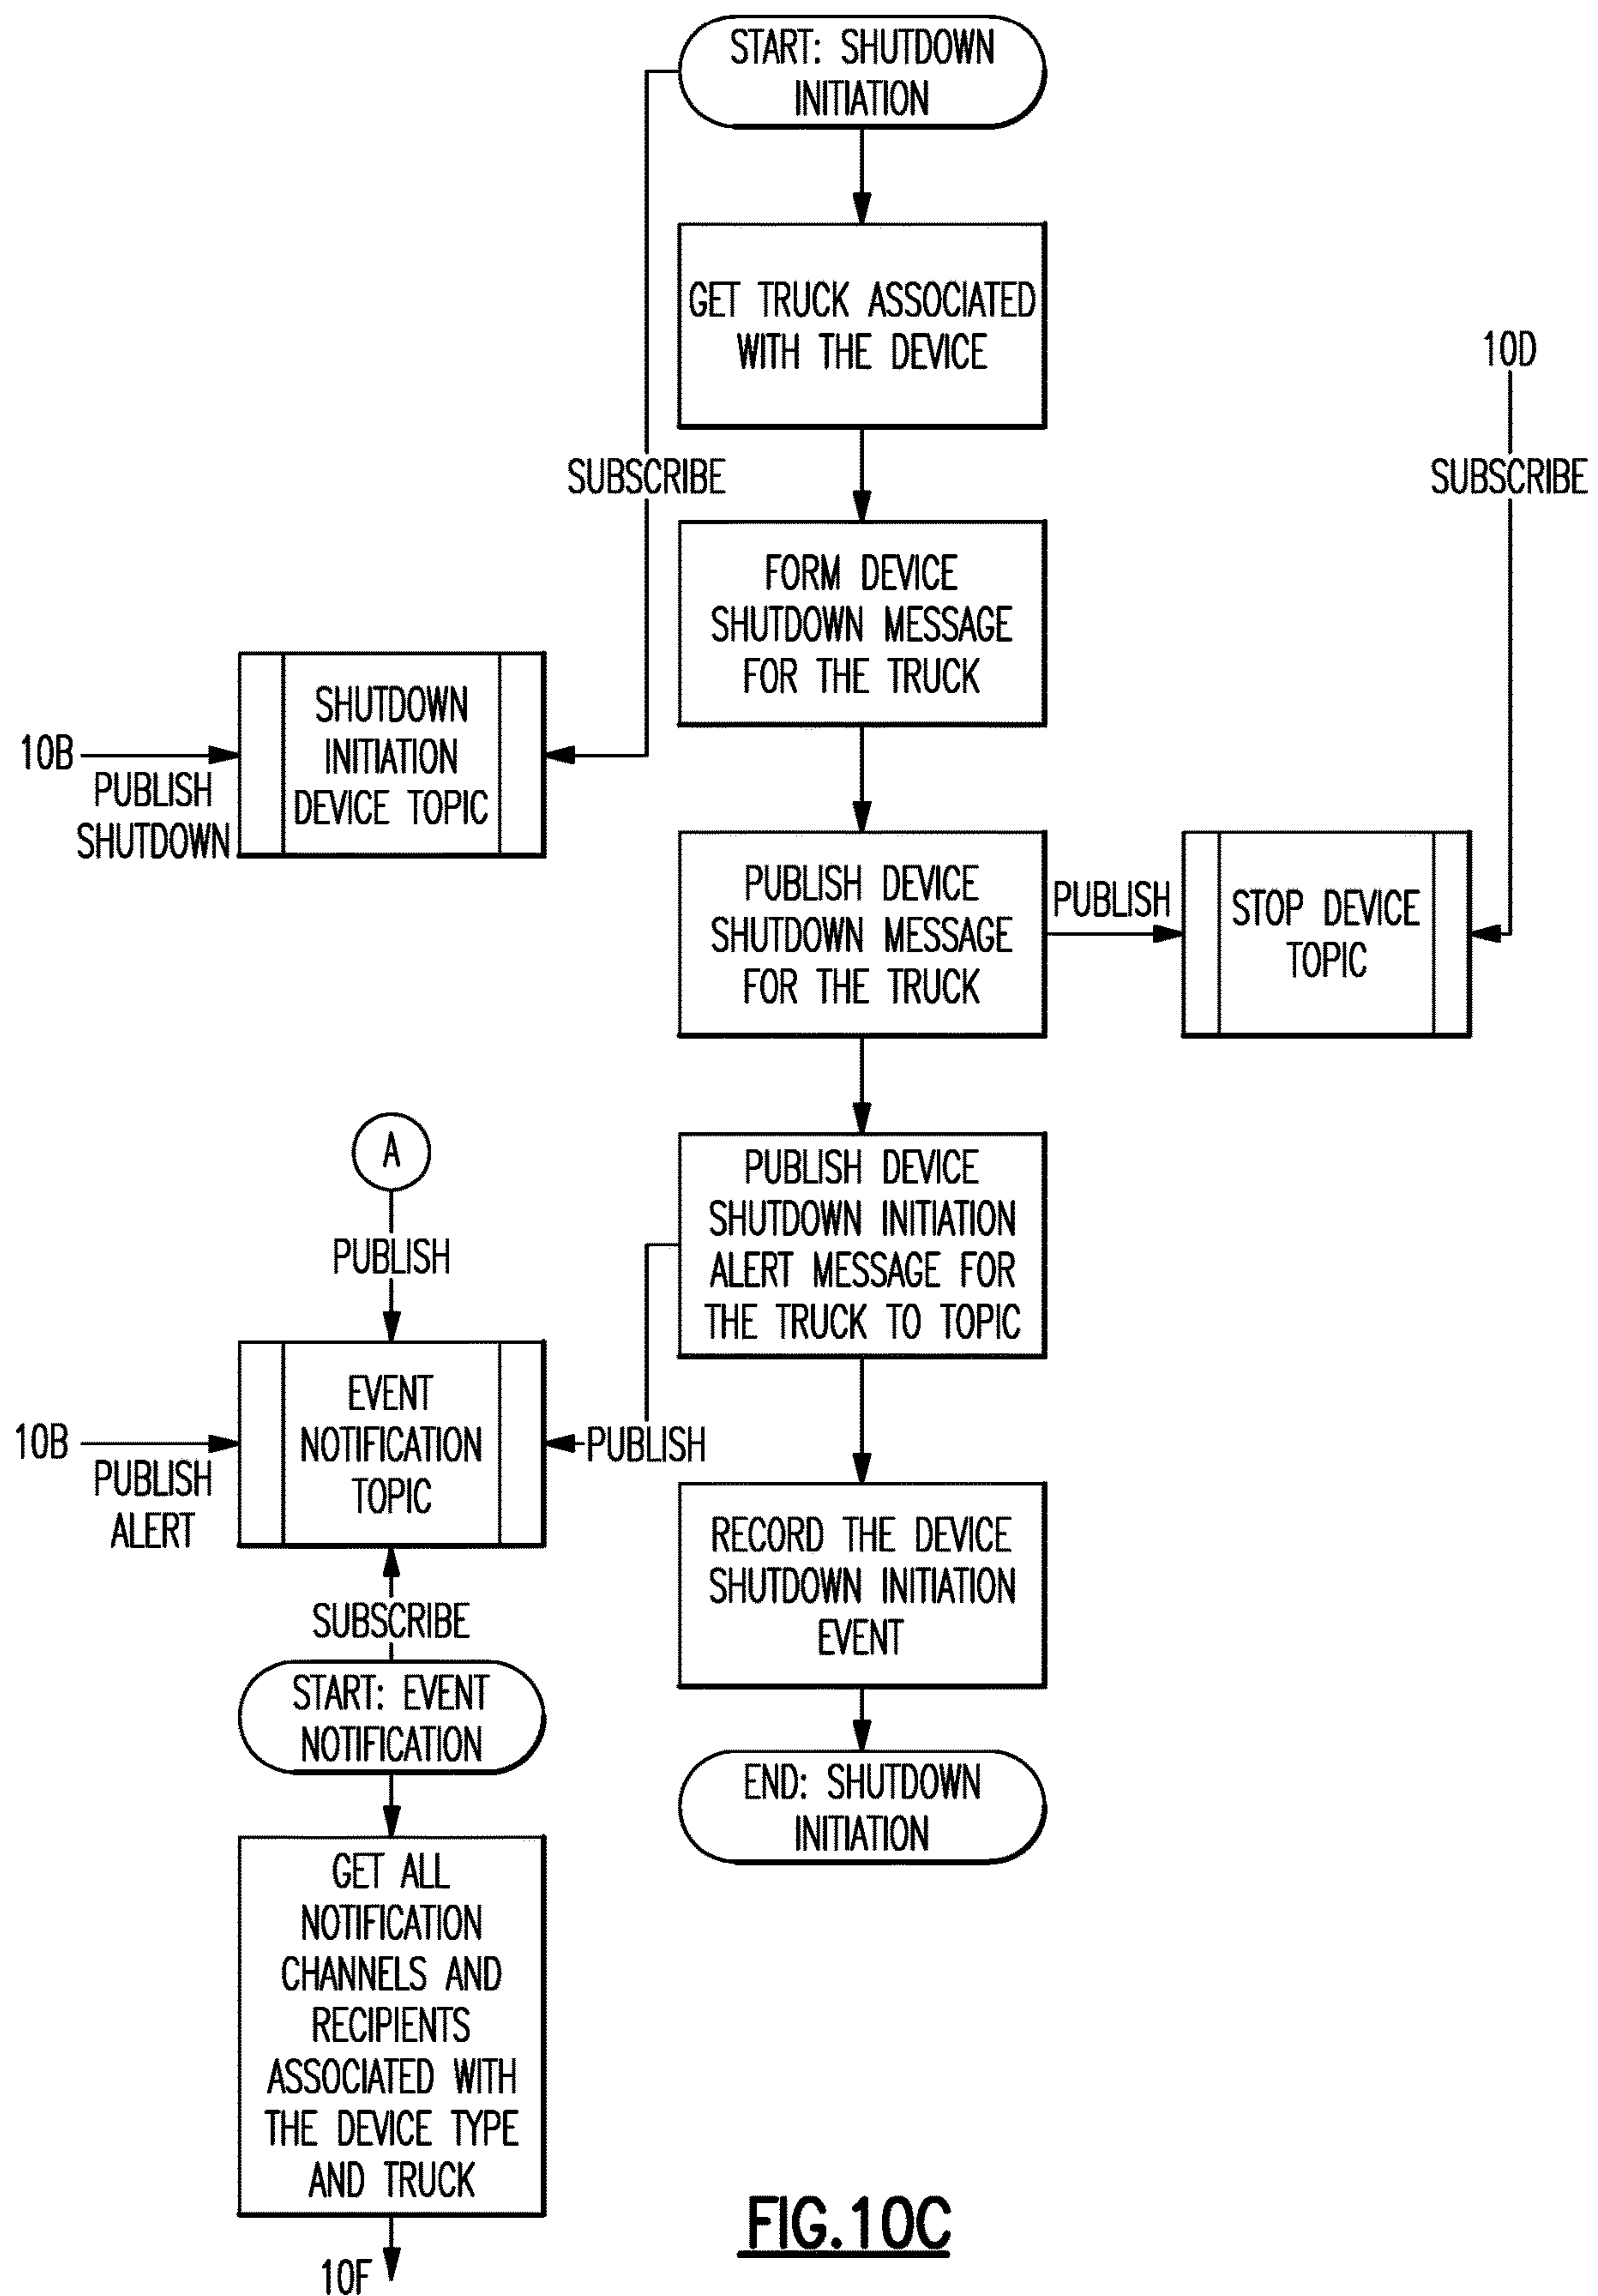 START: SHUTDOWN
INITIATION
GET TRUCK ASSOCIATED
WITH THE DEVICE
10D
SUBSCRIBE
SUBSCRIBE
FORM DEVICE
SHUTDOWN MESSAGE
FOR THE TRUCK
SHUTDOWN
INITIATION
DEVICE TOPIC
10B
PUBLISH
SHUTDOWN
PUBLISH DEVICE
SHUTDOWN MESSAGE
FOR THE TRUCK
PUBLISH
STOP DEVICE
TOPIC
A
PUBLISH
PUBLISH DEVICE
SHUTDOWN INITIATION
ALERT MESSAGE FOR
THE TRUCK TO TOPIC
EVENT
NOTIFICATION
TOPIC
10B
PUBLISH
ALERT
PUBLISH
RECORD THE DEVICE
SHUTDOWN INITIATION
EVENT
SUBSCRIBE
START: EVENT
NOTIFICATION
END: SHUTDOWN
INITIATION
GET ALL
NOTIFICATION
CHANNELS AND
RECIPIENTS
ASSOCIATED WITH
THE DEVICE TYPE
AND TRUCK
10F
FIG.10C